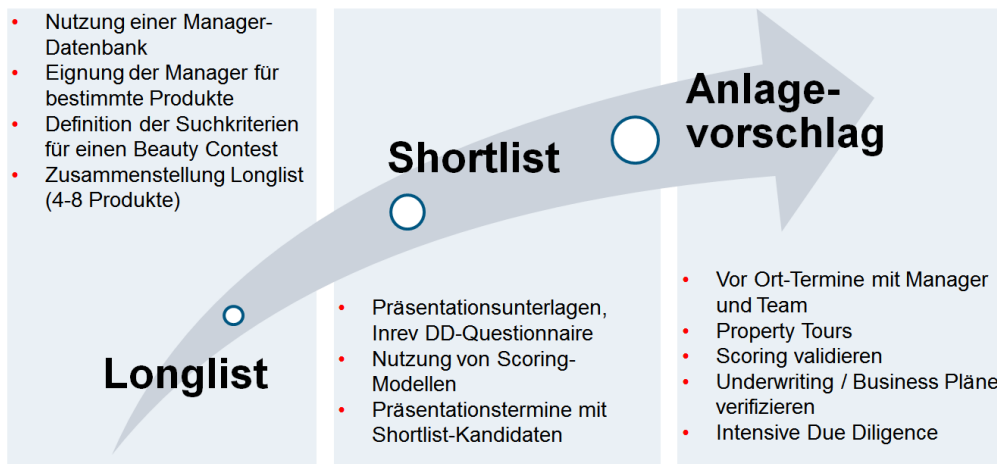 • Nutzung einer Manager-
Datenbank
• Eignung der Manager für
bestimmte Produkte
• Definition der Suchkriterien
für einen Beauty Contest
• Zusammenstellung Longlist
(4-8 Produkte)
Longlist
Shortlist
• Präsentationsunterlagen,
Inrev DD-Questionnaire
• Nutzung von Scoring-
Modellen
• Präsentationstermine mit
Shortlist-Kandidaten
Anlage-
vorschlag
• Vor Ort-Termine mit Manager
und Team
• Property Tours
• Scoring validieren
• Underwriting / Business Pläne
verifizieren
• Intensive Due Diligence